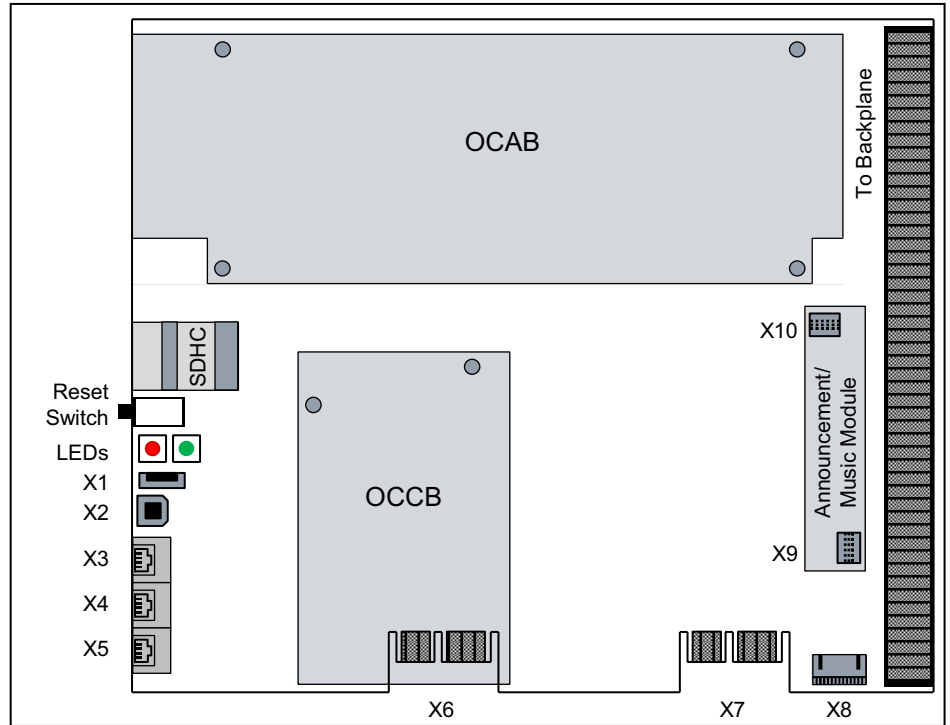 OCAB
To Backplane
SDHC
X10
Reset
Switch
LEDs
Announcement/
Music Module
X1
OCCB
X2
X9
X3
X4
X5
X6
X7
X8